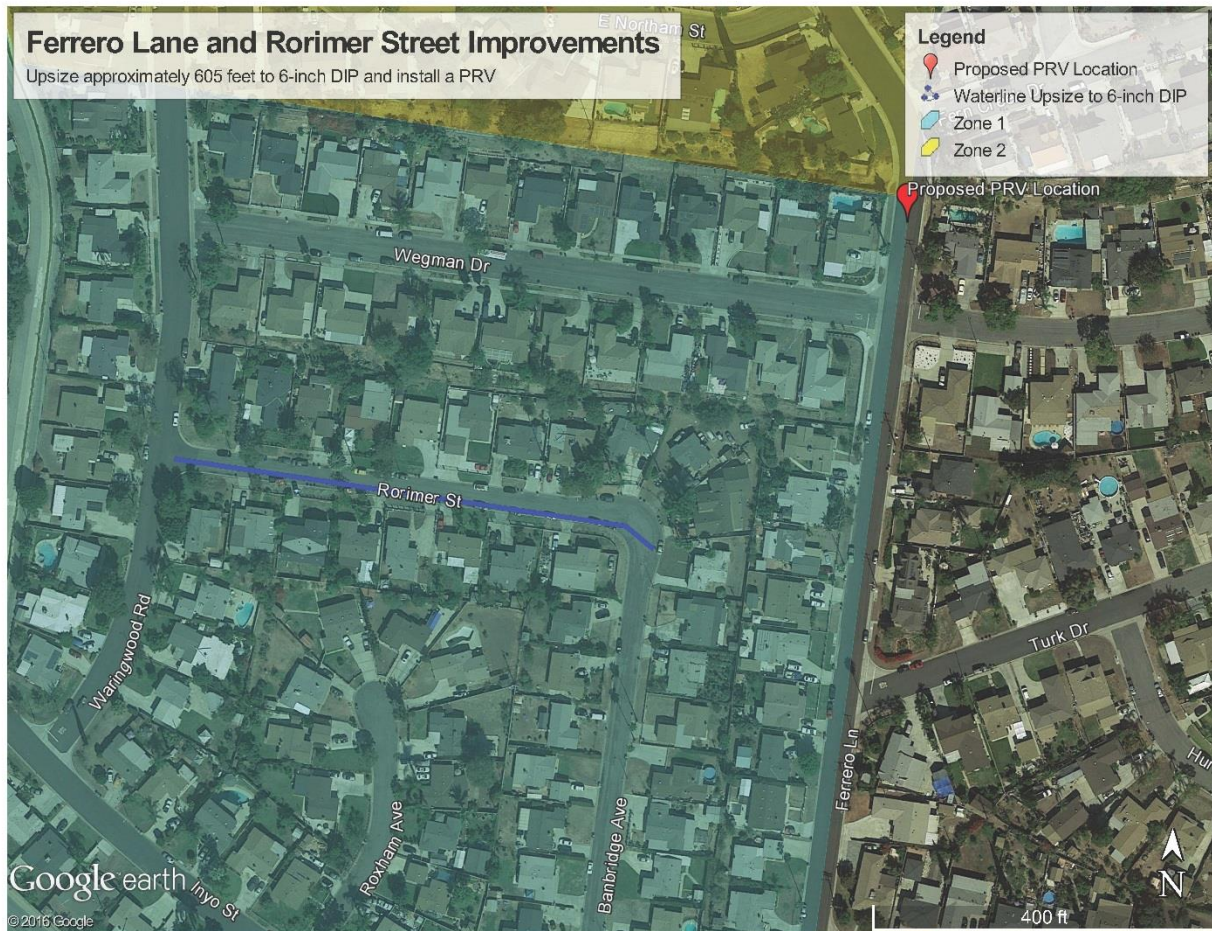 Ferrero Lane and Rorimer Street Improvements
Upsize approximately 605 feet to 6-inch DIP and install a PRV
E Northam St
Legend
Proposed PRV Location
Waterline Upsize to 6-inch DIP
Zone 1
Zone 2
Proposed PRV Location
Wegman Dr
Rorimer St
Waringwood Rd
Turk Dr
Ferrero Ln
Roxham Ave
Banbridge Ave
Inyo St
Google earth
© 2016 Google
N
400 ft